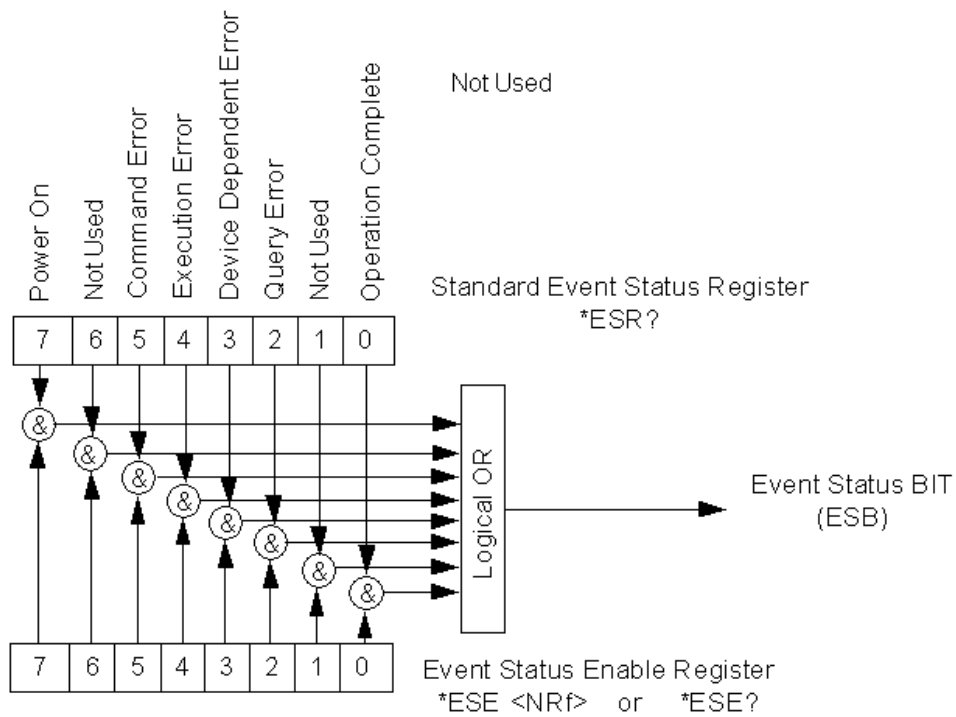 Not Used
Power On
Not Used
Command Error
Execution Error
Device Dependent Error
Query Error
Not Used
Operation Complete
Standard Event Status Register
*ESR?
7 6 5 4 3 2 1 0
&
&
&
&
&
&
&
&
Logical OR
Event Status BIT
(ESB)
7 6 5 4 3 2 1 0
Event Status Enable Register
*ESE <NRf> or *ESE?